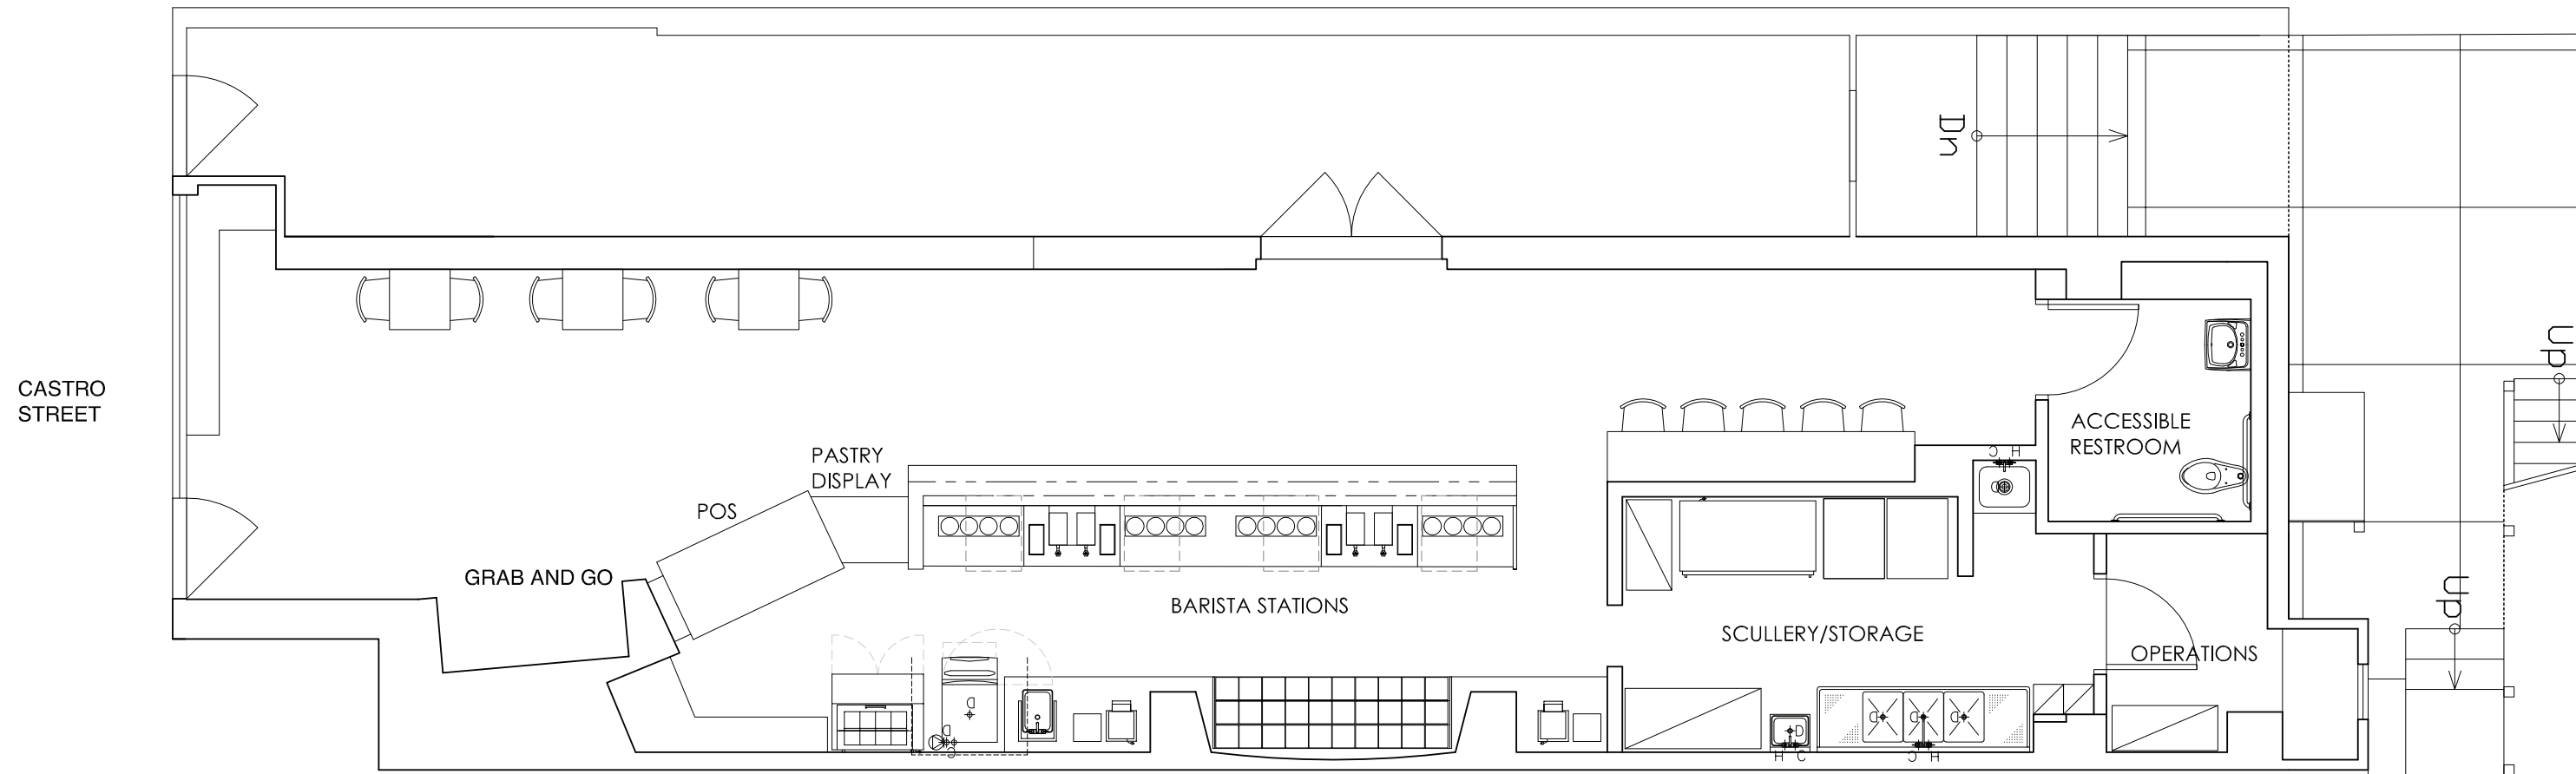 Dn
Up
CASTRO
STREET
ACCESSIBLE
RESTROOM
PASTRY
DISPLAY
H
C
POS
GRAB AND GO
BARISTA STATIONS
Up
SCULLERY/STORAGE
OPERATIONS
D
D
C
D
H C
C H